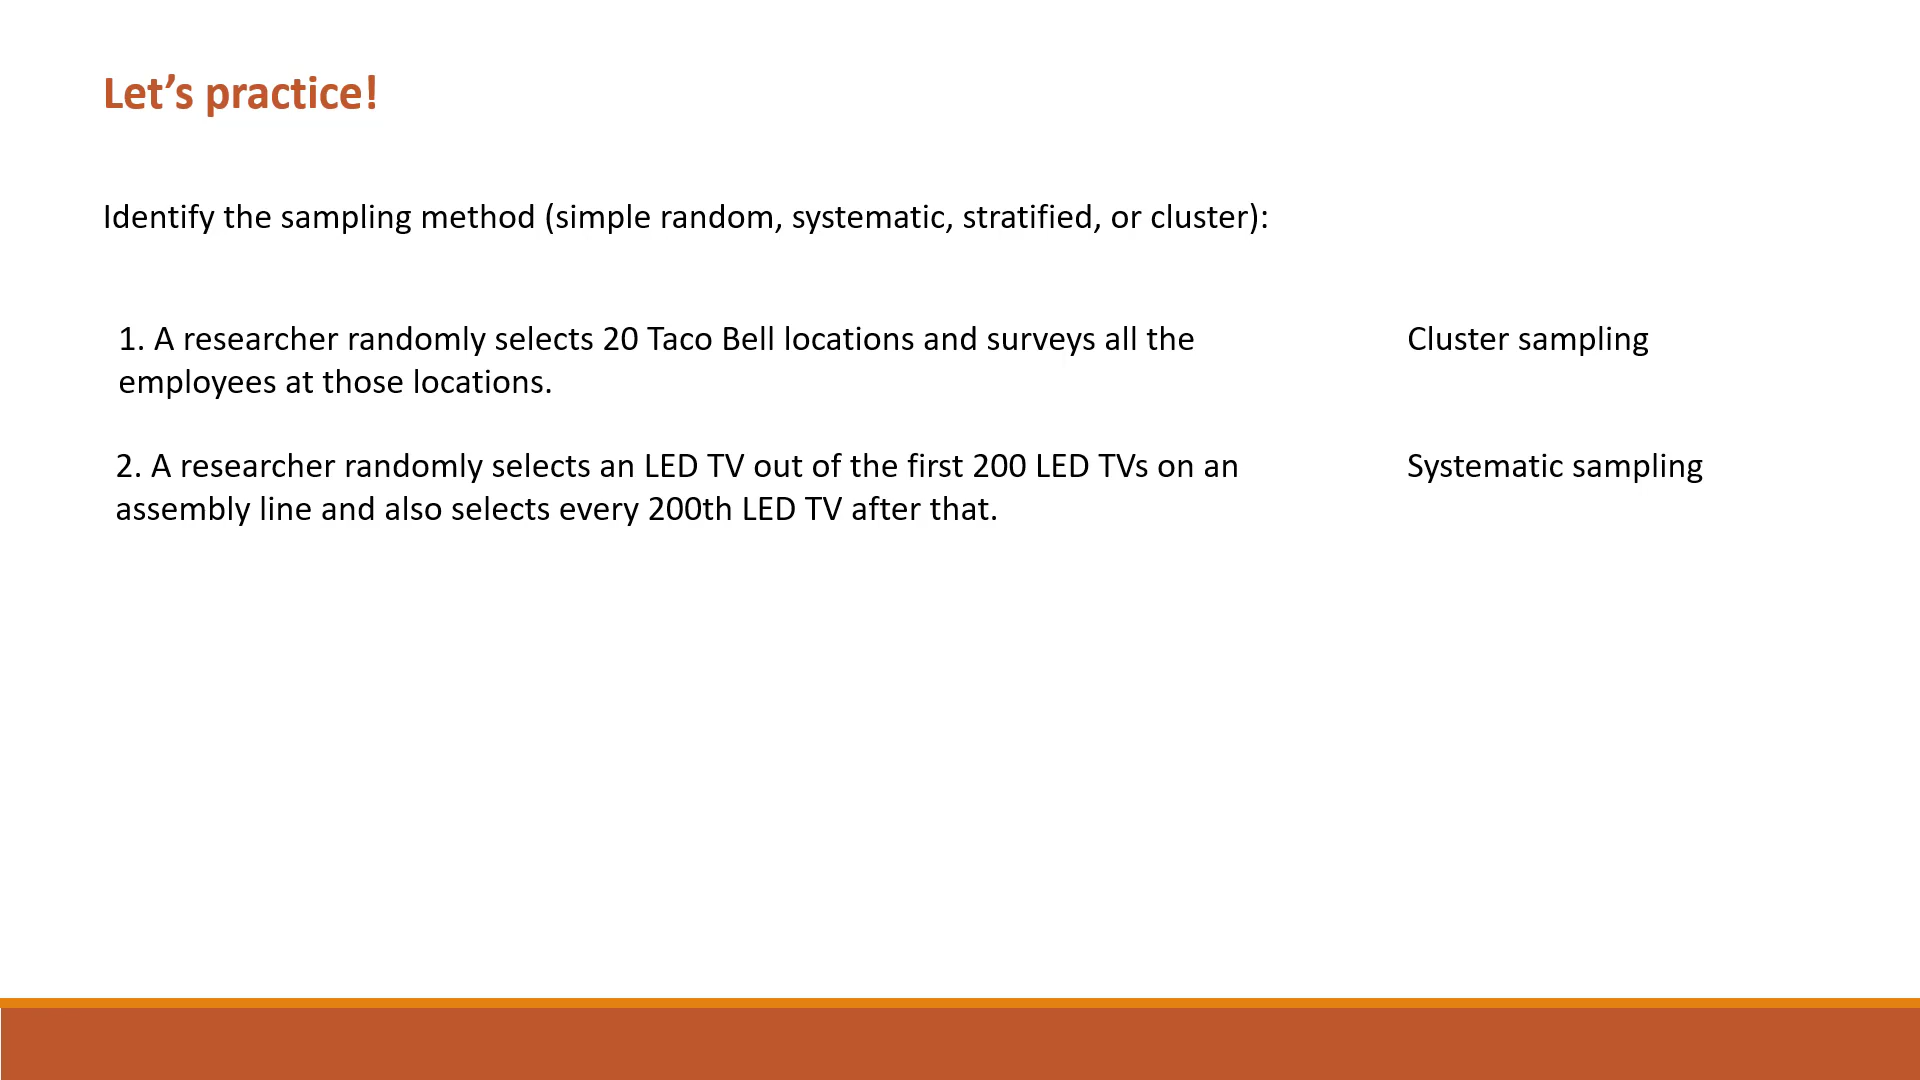 Let’s practice!
Identify the sampling method (simple random, systematic, stratified, or cluster):
1. A researcher randomly selects 20 Taco Bell locations and surveys all the
employees at those locations.
Cluster sampling
2. A researcher randomly selects an LED TV out of the first 200 LED TVs on an
assembly line and also selects every 200th LED TV after that.
Systematic sampling